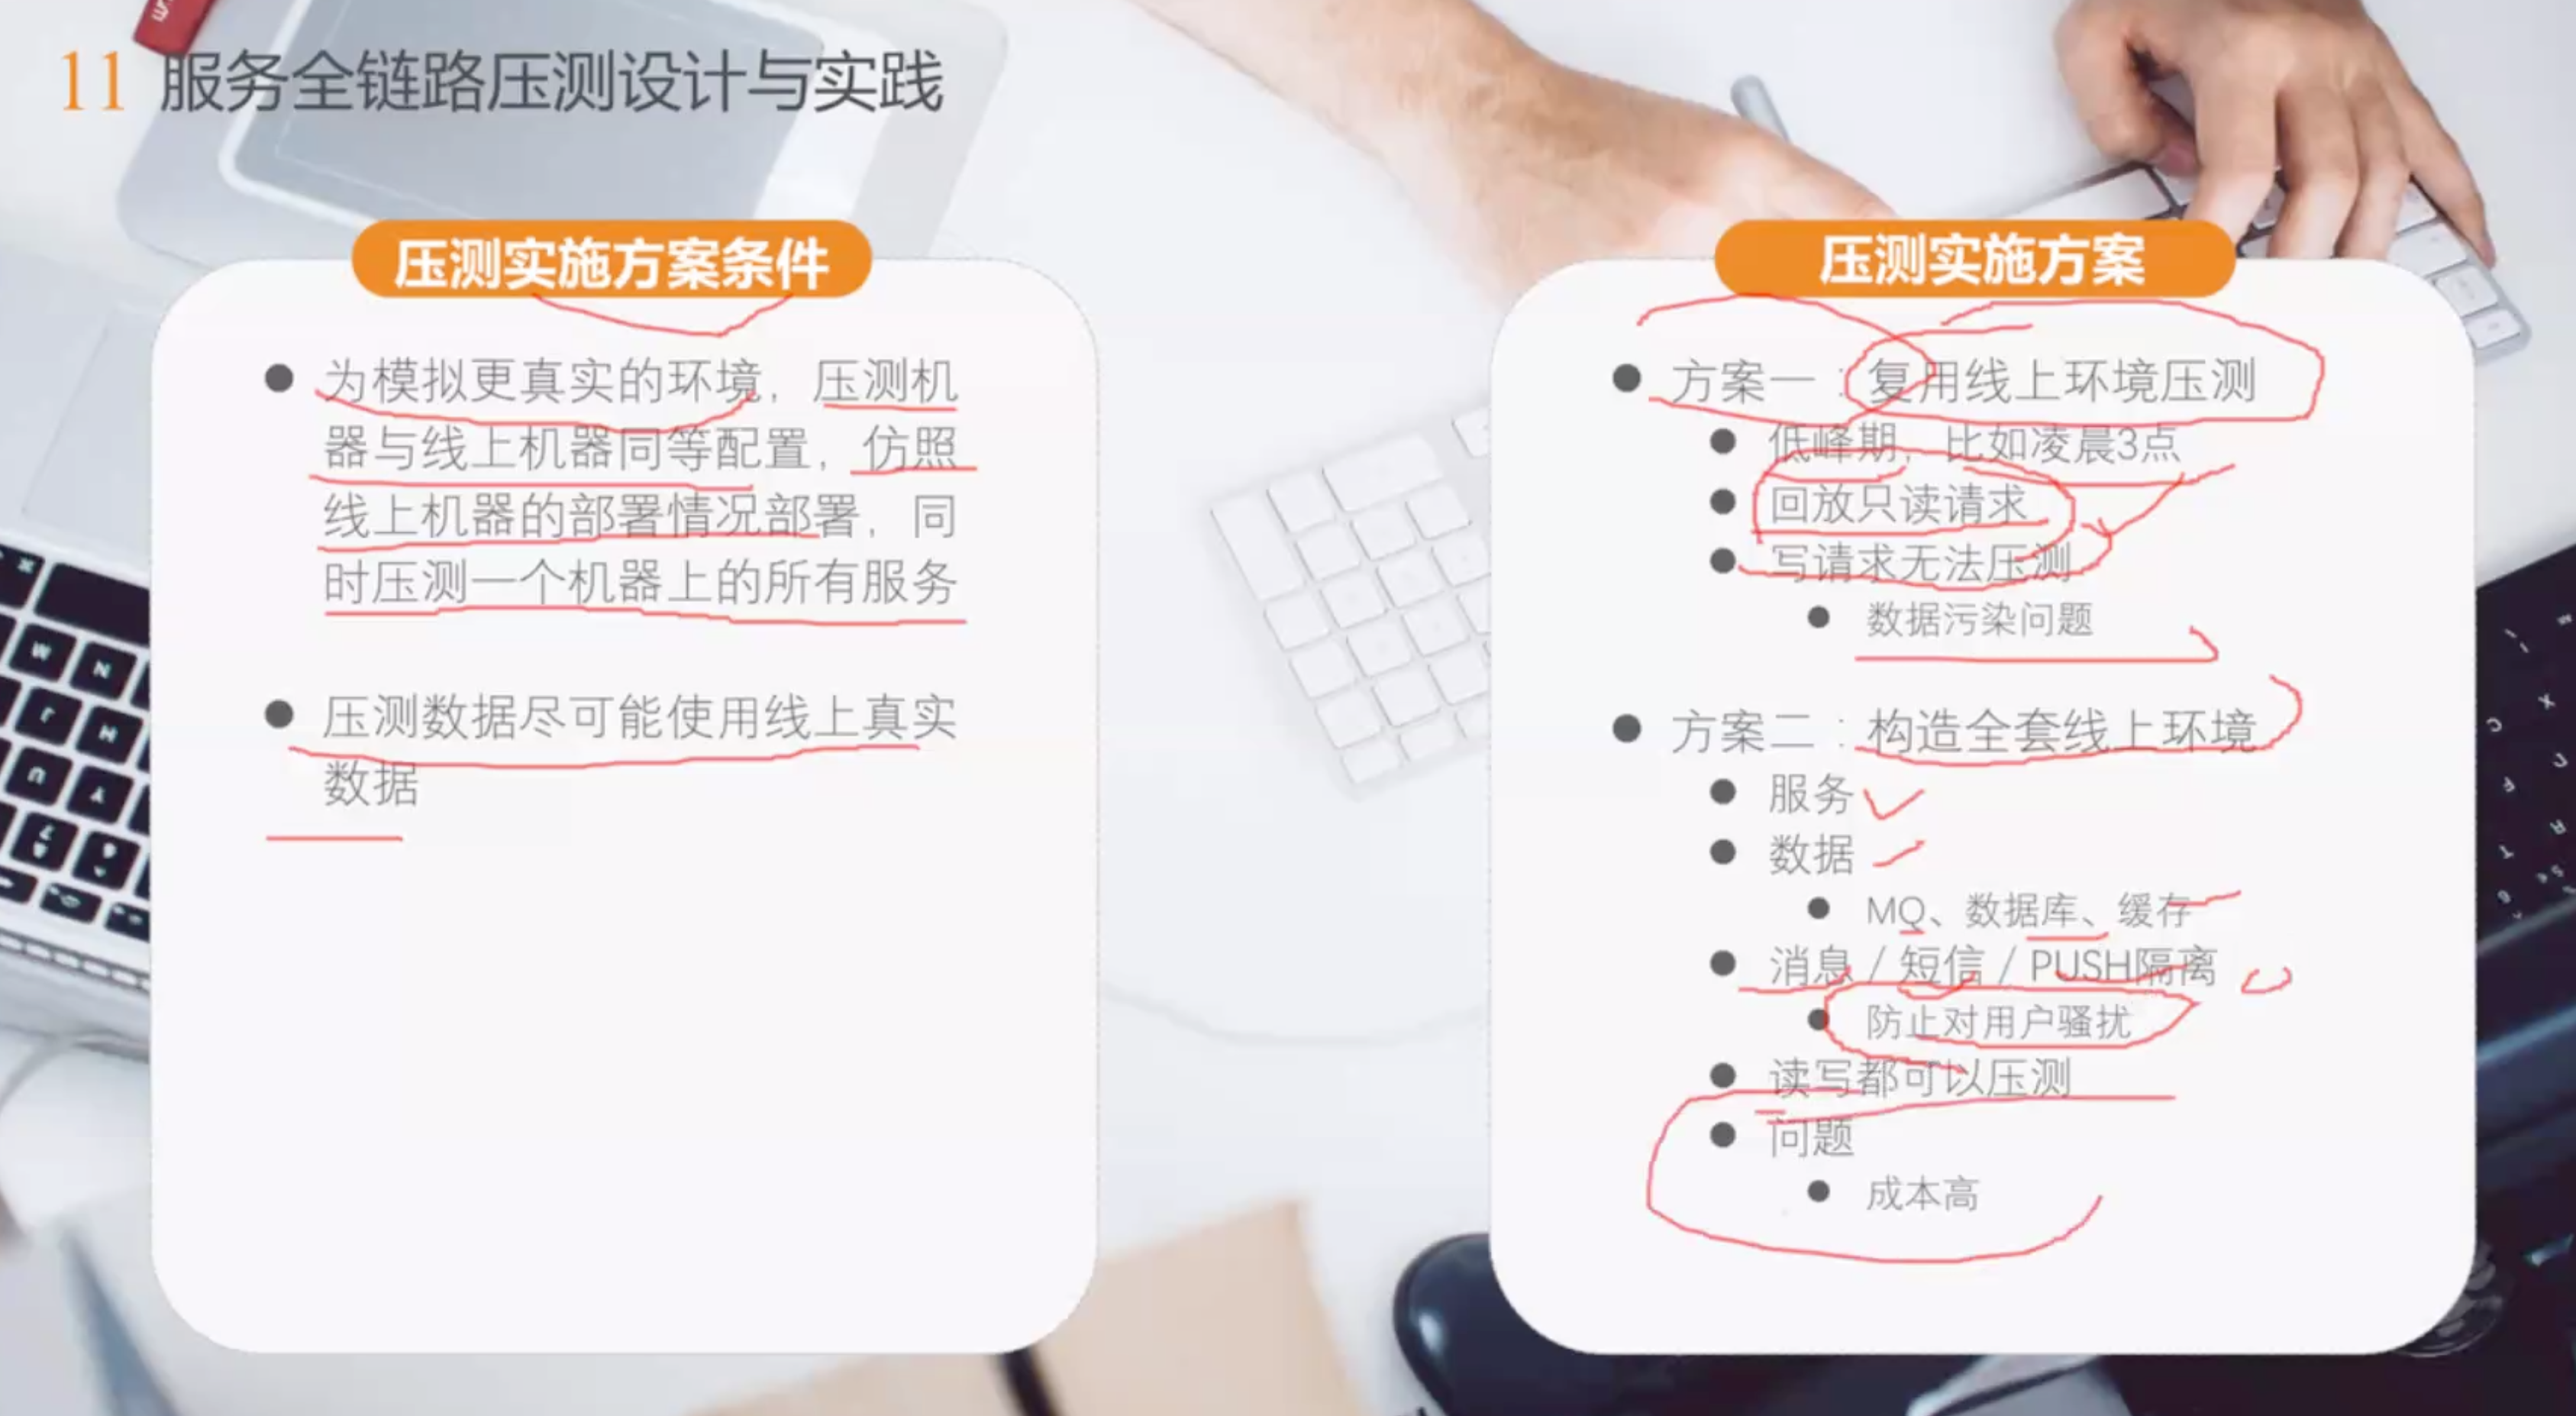 11 服务全链路压测设计与实践
压测实施方案条件
为模拟更真实的环境，压测机
器与线上机器同等配置，仿照
线上机器的部署情况部署，同
时压测一个机器上的所有服务
压测数据尽可能使用线上真实
数据
压测实施方案
方案一：复用线上环境压测
低峰期，比如凌晨3点
回放只读请求
写请求无法压测
数据污染问题
方案二：构造全套线上环境
服务
数据
MQ、数据库、缓存
消息 / 短信 / PUSH隔离
防止对用户骚扰
读写都可以压测
问题
成本高